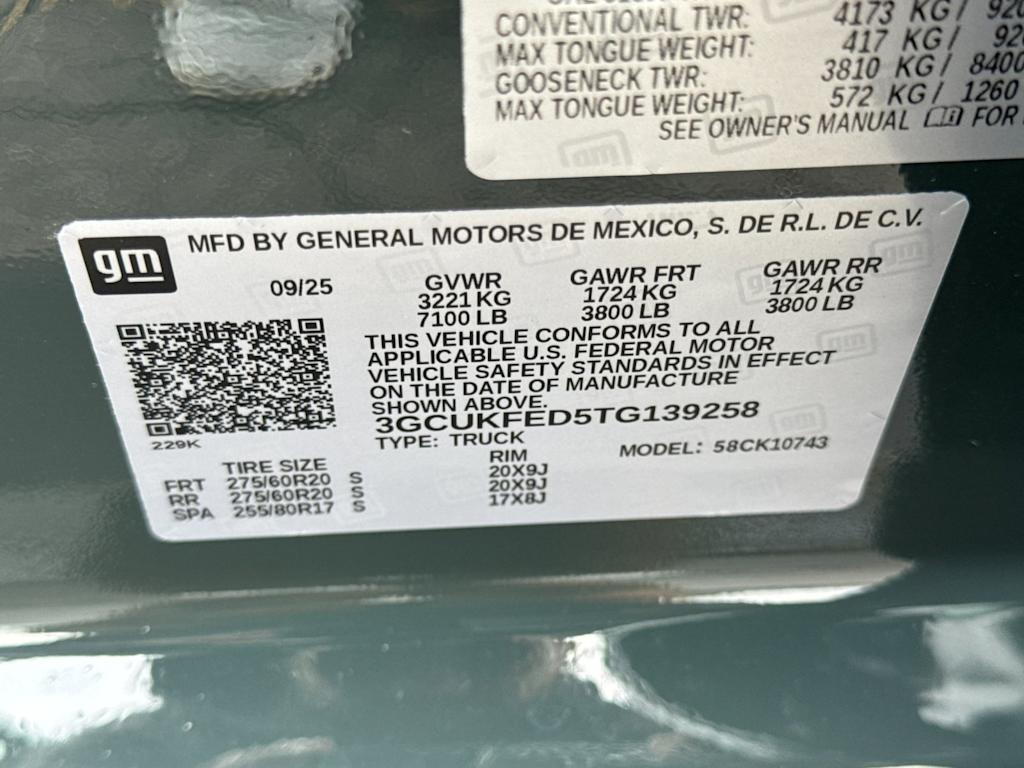 CONVENTIONAL TWR: 4173 KG / 920
MAX TONGUE WEIGHT: 417 KG / 92
GOOSENECK TWR: 3810 KG / 8400
MAX TONGUE WEIGHT: 572 KG / 1260
SEE OWNER'S MANUAL FOR
gm
MFD BY GENERAL MOTORS DE MEXICO, S. DE R.L. DE C.V.
09/25 GVWR GAWR FRT GAWR RR
3221 KG 1724 KG 1724 KG
7100 LB 3800 LB 3800 LB
THIS VEHICLE CONFORMS TO ALL
APPLICABLE U.S. FEDERAL MOTOR
VEHICLE SAFETY STANDARDS IN EFFECT
ON THE DATE OF MANUFACTURE
SHOWN ABOVE.
3GCUKFED5TG139258
229K TYPE: TRUCK MODEL: 58CK10743
TIRE SIZE RIM
FRT 275/60R20 S 20X9J
RR 275/60R20 S 20X9J
SPA 255/80R17 S 17X8J